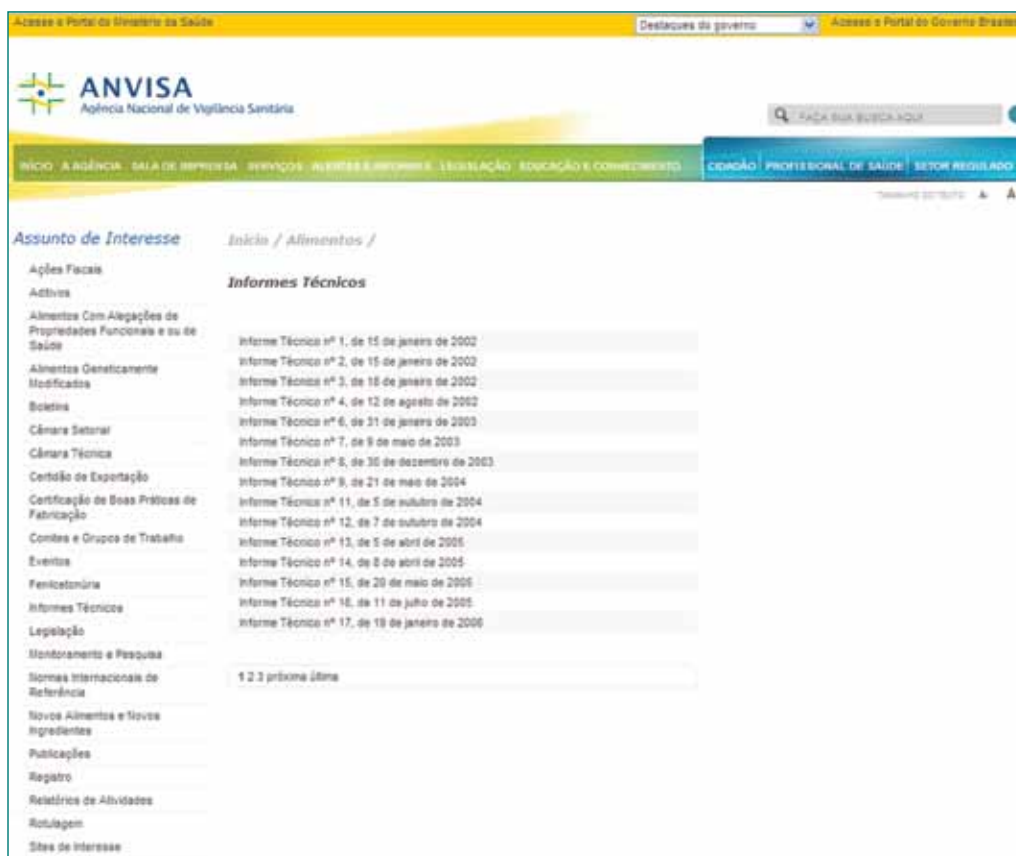 Acesse o Portal do Ministério da Saúde
Destaques do governo
Acesse o Portal do Governo
ANVISA
Agência Nacional de Vigilância Sanitária
FAÇA SUA BUSCA AQUI
INÍCIO A AGÊNCIA SALA DE IMPRENSA SERVIÇOS LEGISLAÇÃO EDUCAÇÃO E CONHECIMENTO
CIDADÃO PROFISSIONAL DE SAÚDE SETOR REGULADO
TAMANHO DO TEXTO A A
Assunto de Interesse
Ações Fiscais
Aditivos
Alimentos Com Alegações de
Propriedades Funcionais e ou de
Saúde
Alimentos Geneticamente
Modificados
Boletins
Câmara Setorial
Câmara Técnica
Certidão de Exportação
Certificação de Boas Práticas de
Fabricação
Comites e Grupos de Trabalho
Eventos
Fenilcetonúria
Informes Técnicos
Legislação
Monitoramento e Pesquisa
Normas Internacionais de
Referência
Novos Alimentos e Novos
Ingredientes
Publicações
Registro
Relatórios de Atividades
Rotulagem
Sites de Interesse
Início / Alimentos /
Informes Técnicos
Informe Técnico nº 1, de 15 de janeiro de 2002
Informe Técnico nº 2, de 15 de janeiro de 2002
Informe Técnico nº 3, de 18 de janeiro de 2002
Informe Técnico nº 4, de 12 de agosto de 2002
Informe Técnico nº 6, de 31 de janeiro de 2003
Informe Técnico nº 7, de 9 de maio de 2003
Informe Técnico nº 8, de 30 de dezembro de 2003
Informe Técnico nº 9, de 21 de maio de 2004
Informe Técnico nº 11, de 5 de outubro de 2004
Informe Técnico nº 12, de 7 de outubro de 2004
Informe Técnico nº 13, de 5 de abril de 2005
Informe Técnico nº 14, de 8 de abril de 2005
Informe Técnico nº 15, de 20 de maio de 2005
Informe Técnico nº 16, de 11 de julho de 2005
Informe Técnico nº 17, de 19 de janeiro de 2006
1 2 3 próxima última